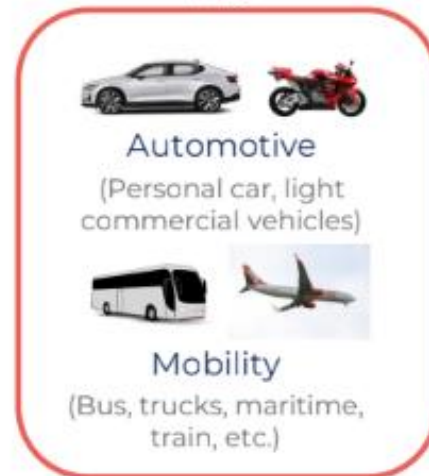 Automotive
(Personal car, light
commercial vehicles)
Mobility
(Bus, trucks, maritime,
train, etc.)